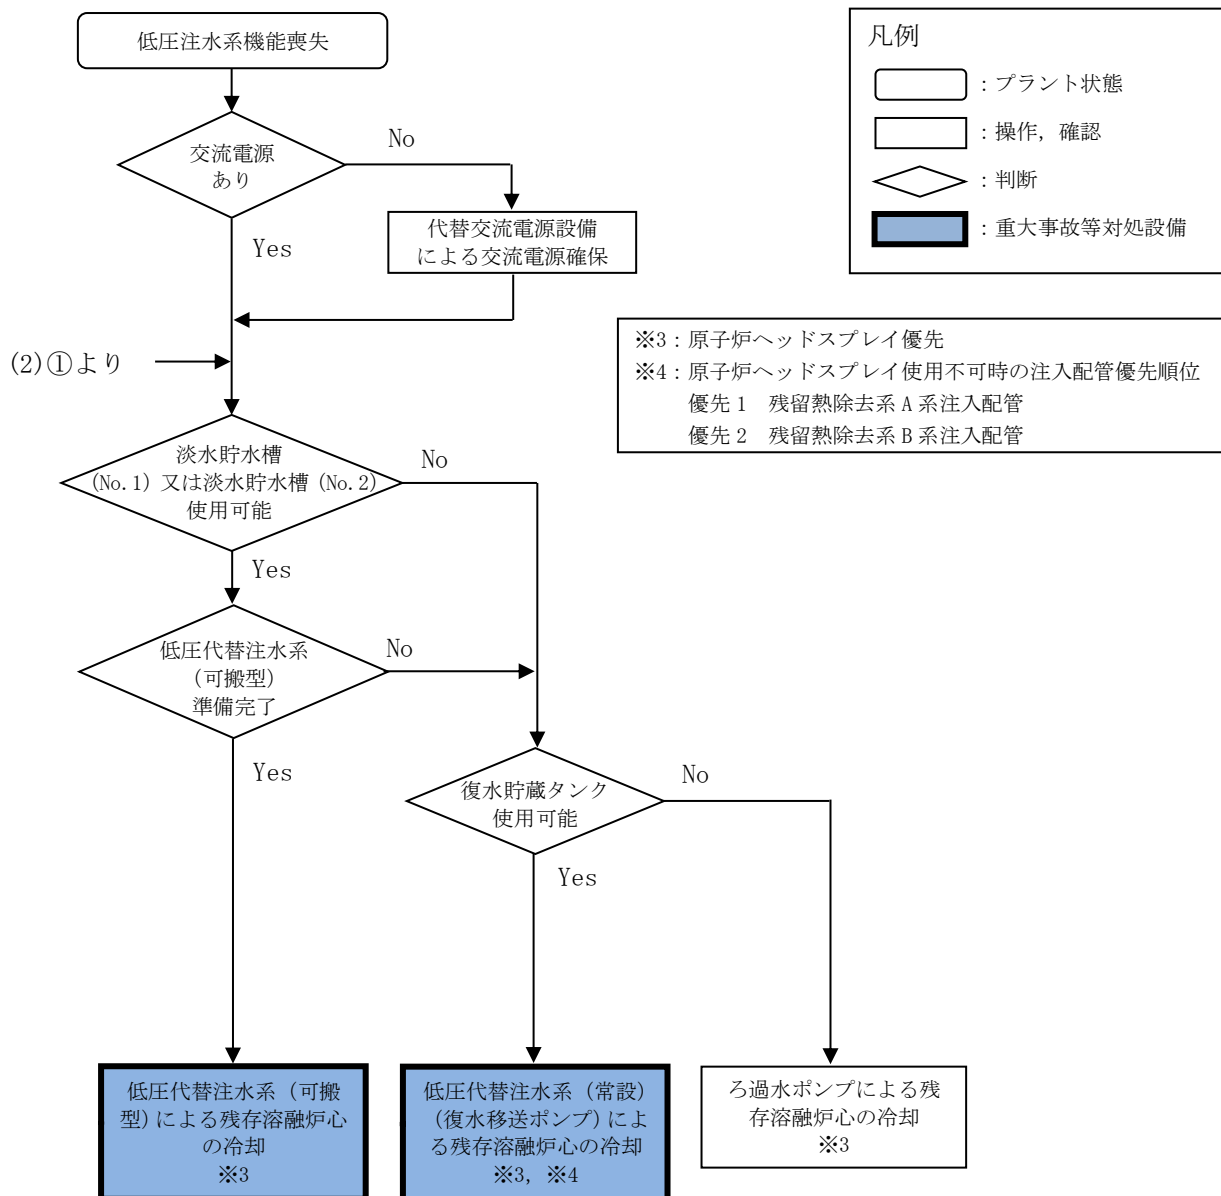 低圧注水系機能喪失
交流電源
あり
No
Yes
代替交流電源設備
による交流電源確保
凡例
：プラント状態
：操作，確認
：判断
：重大事故等対処設備
※3：原子炉ヘッドスプレイ優先
※4：原子炉ヘッドスプレイ使用不可時の注入配管優先順位
優先1　残留熱除去系A系注入配管
優先2　残留熱除去系B系注入配管
(2)①より
淡水貯水槽
(No.1)又は淡水貯水槽(No.2)
使用可能
No
Yes
低圧代替注水系
(可搬型)
準備完了
No
Yes
復水貯蔵タンク
使用可能
No
Yes
低圧代替注水系(可搬
型)による残存溶融炉心
の冷却
※3
低圧代替注水系(常設)
(復水移送ポンプ)によ
る残存溶融炉心の冷却
※3，※4
ろ過水ポンプによる残
存溶融炉心の冷却
※3